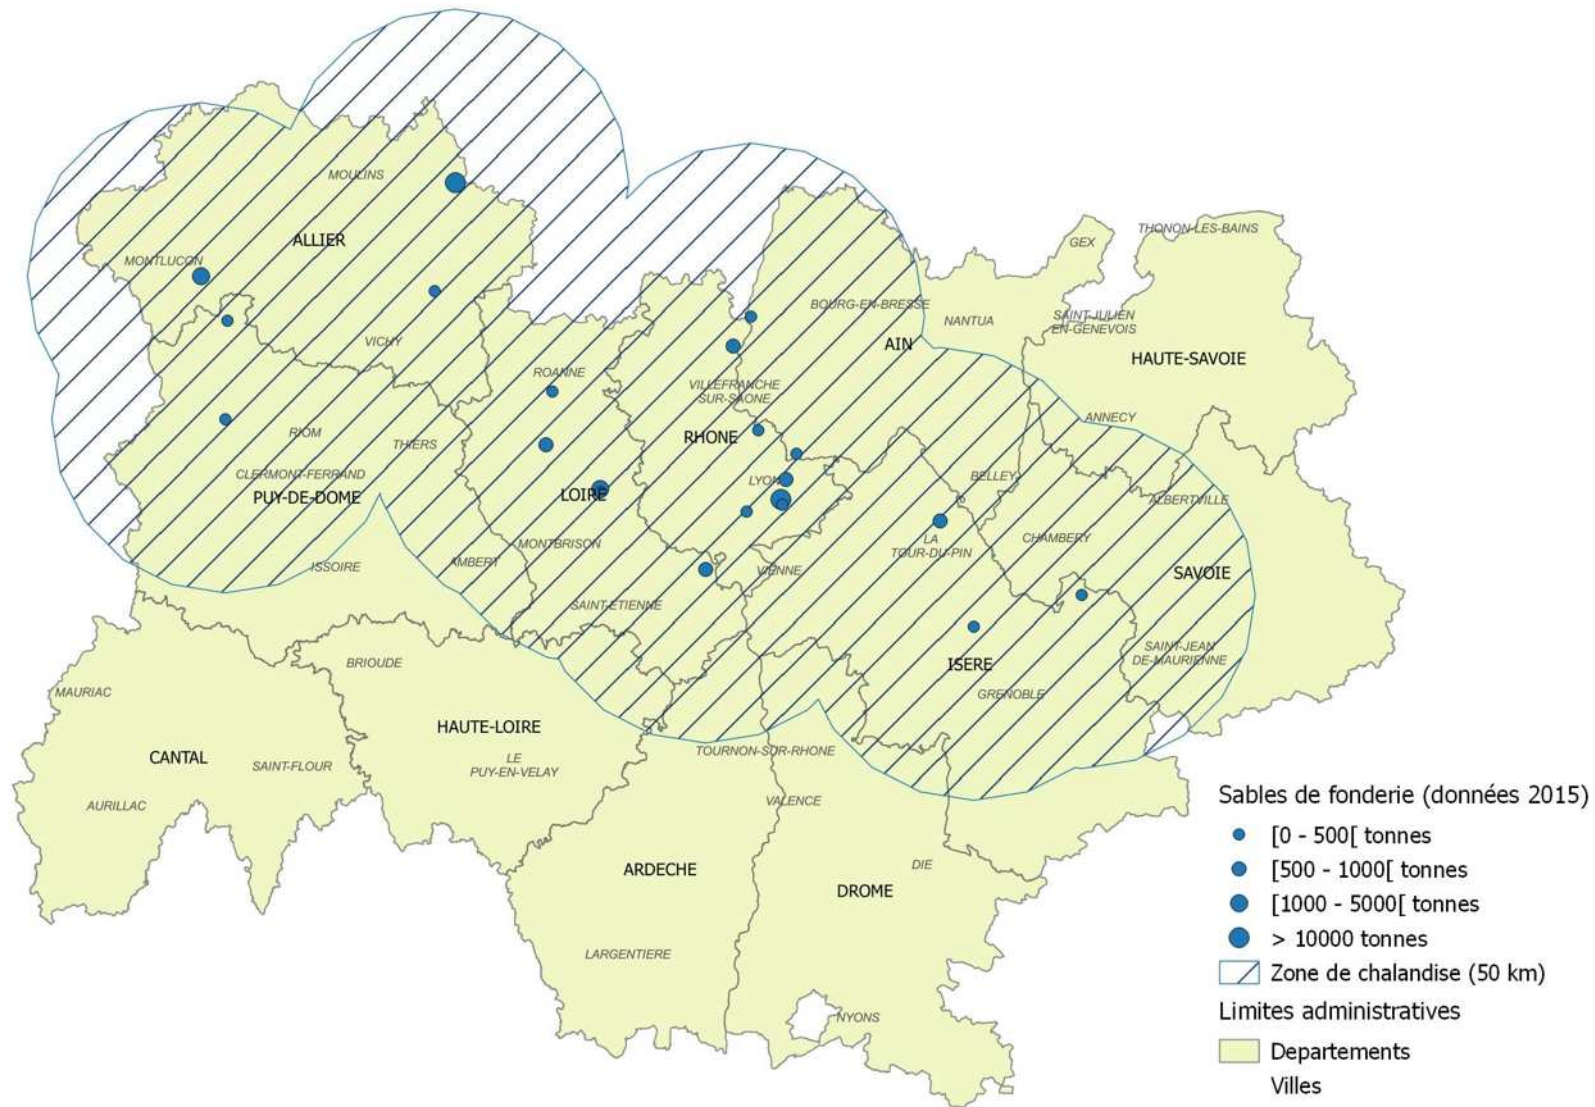 MOULINS
ALLIER
MONTLUCON
VICHY
GEX
THONON-LES-BAINS
BOURG-EN-BRESSE
NANTUA
SAINT-JULIEN
EN-GENEVOIS
AIN
HAUTE-SAVOIE
ROANNE
VILLEFRANCHE
SUR-SAONE
ANNECY
RIOM
THIERS
RHONE
CLERMONT-FERRAND
PUY-DE-DOME
LOIRE
LYON
BELLEY
ALBERTVILLE
MONTBRISON
LA
TOUR-DU-PIN
CHAMBERY
ISSOIRE
AMBERT
VIENNE
SAVOIE
SAINT-ETIENNE
SAINT-JEAN
DE-MAURIENNE
BRIOUDE
ISERE
GRENOBLE
MAURIAC
HAUTE-LOIRE
CANTAL
SAINT-FLOUR
LE
PUY-EN-VELAY
TOURNON-SUR-RHONE
AURILLAC
VALENCE
ARDECHE
DROME
DIE
LARGENTIERE
NYONS
Sables de fonderie (données 2015)
[0 - 500[ tonnes
[500 - 1000[ tonnes
[1000 - 5000[ tonnes
> 10000 tonnes
Zone de chalandise (50 km)
Limites administratives
Departements
Villes